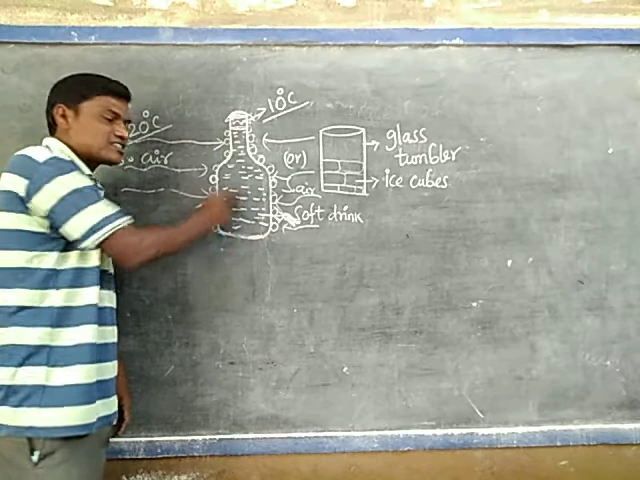 20°C
10°C
air
(or)
air
Soft drink
glass
tumbler
ice cubes